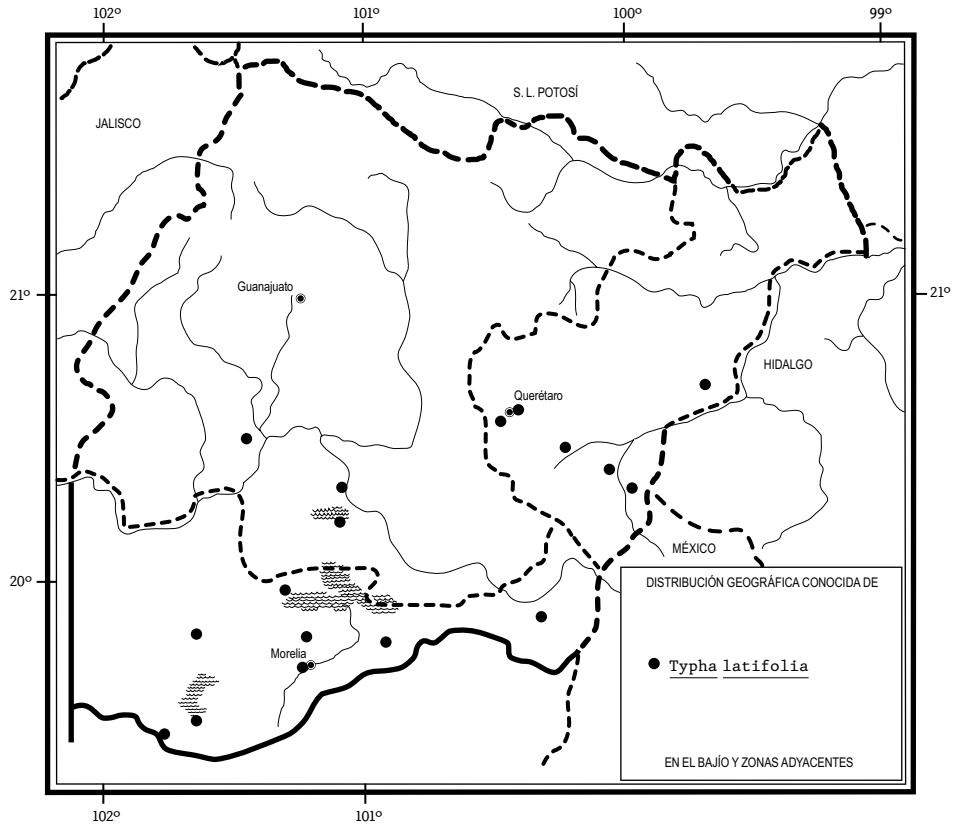 102º 101º 100º 99º
S. L. POTOSÍ
JALISCO
Guanajuato
21º 21º
HIDALGO
Querétaro
MÉXICO
20º
DISTRIBUCIÓN GEOGRÁFICA CONOCIDA DE
Morelia
Typha latifolia
EN EL BAJÍO Y ZONAS ADYACENTES
102º 101º